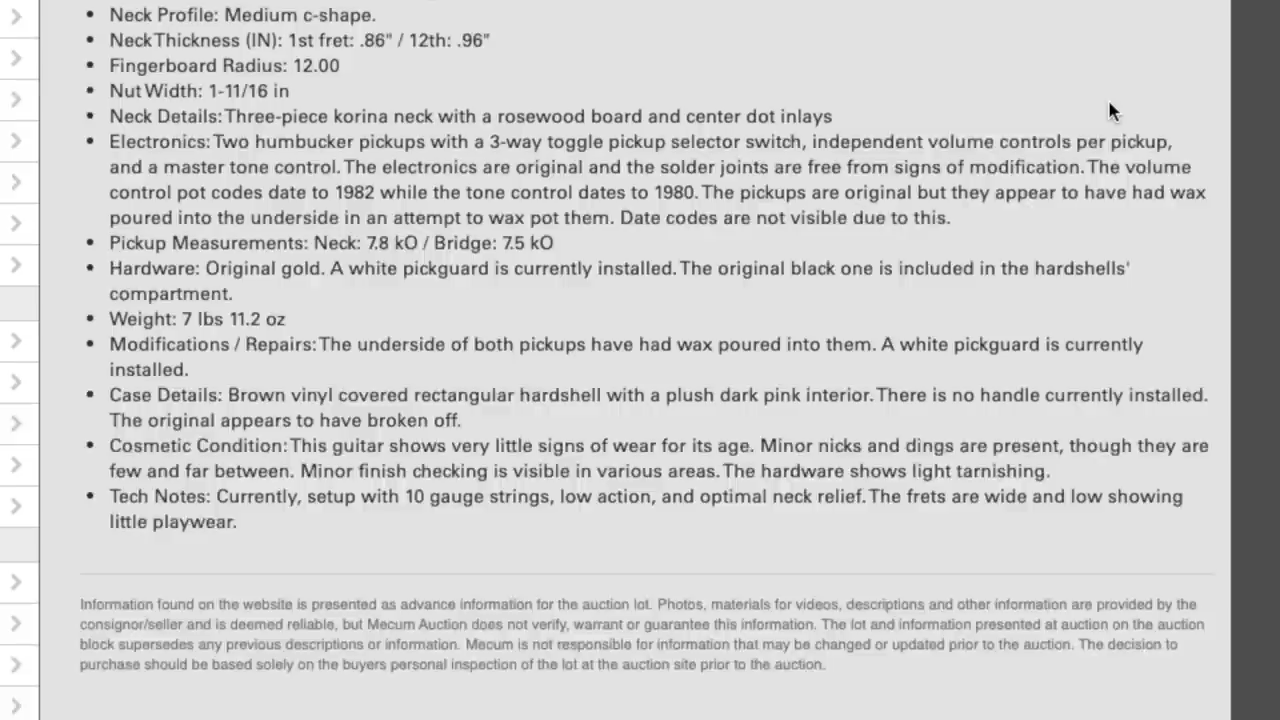 • Neck Profile: Medium c-shape.
• Neck Thickness (IN): 1st fret: .86" / 12th: .96"
• Fingerboard Radius: 12.00
• Nut Width: 1-11/16 in
• Neck Details: Three-piece korina neck with a rosewood board and center dot inlays
• Electronics: Two humbucker pickups with a 3-way toggle pickup selector switch, independent volume controls per pickup,
and a master tone control. The electronics are original and the solder joints are free from signs of modification. The volume
control pot codes date to 1982 while the tone control dates to 1980. The pickups are original but they appear to have had wax
poured into the underside in an attempt to wax pot them. Date codes are not visible due to this.
• Pickup Measurements: Neck: 7.8 kO / Bridge: 7.5 kO
• Hardware: Original gold. A white pickguard is currently installed. The original black one is included in the hardshells'
compartment.
• Weight: 7 lbs 11.2 oz
• Modifications / Repairs: The underside of both pickups have had wax poured into them. A white pickguard is currently
installed.
• Case Details: Brown vinyl covered rectangular hardshell with a plush dark pink interior. There is no handle currently installed.
The original appears to have broken off.
• Cosmetic Condition: This guitar shows very little signs of wear for its age. Minor nicks and dings are present, though they are
few and far between. Minor finish checking is visible in various areas. The hardware shows light tarnishing.
• Tech Notes: Currently, setup with 10 gauge strings, low action, and optimal neck relief. The frets are wide and low showing
little playwear.
Information found on the website is presented as advance information for the auction lot. Photos, materials for videos, descriptions and other information are provided by the
consignor/seller and is deemed reliable, but Mecum Auction does not verify, warrant or guarantee this information. The lot and information presented at auction on the auction
block supersedes any previous descriptions or information. Mecum is not responsible for information that may be changed or updated prior to the auction. The decision to
purchase should be based solely on the buyers personal inspection of the lot at the auction site prior to the auction.